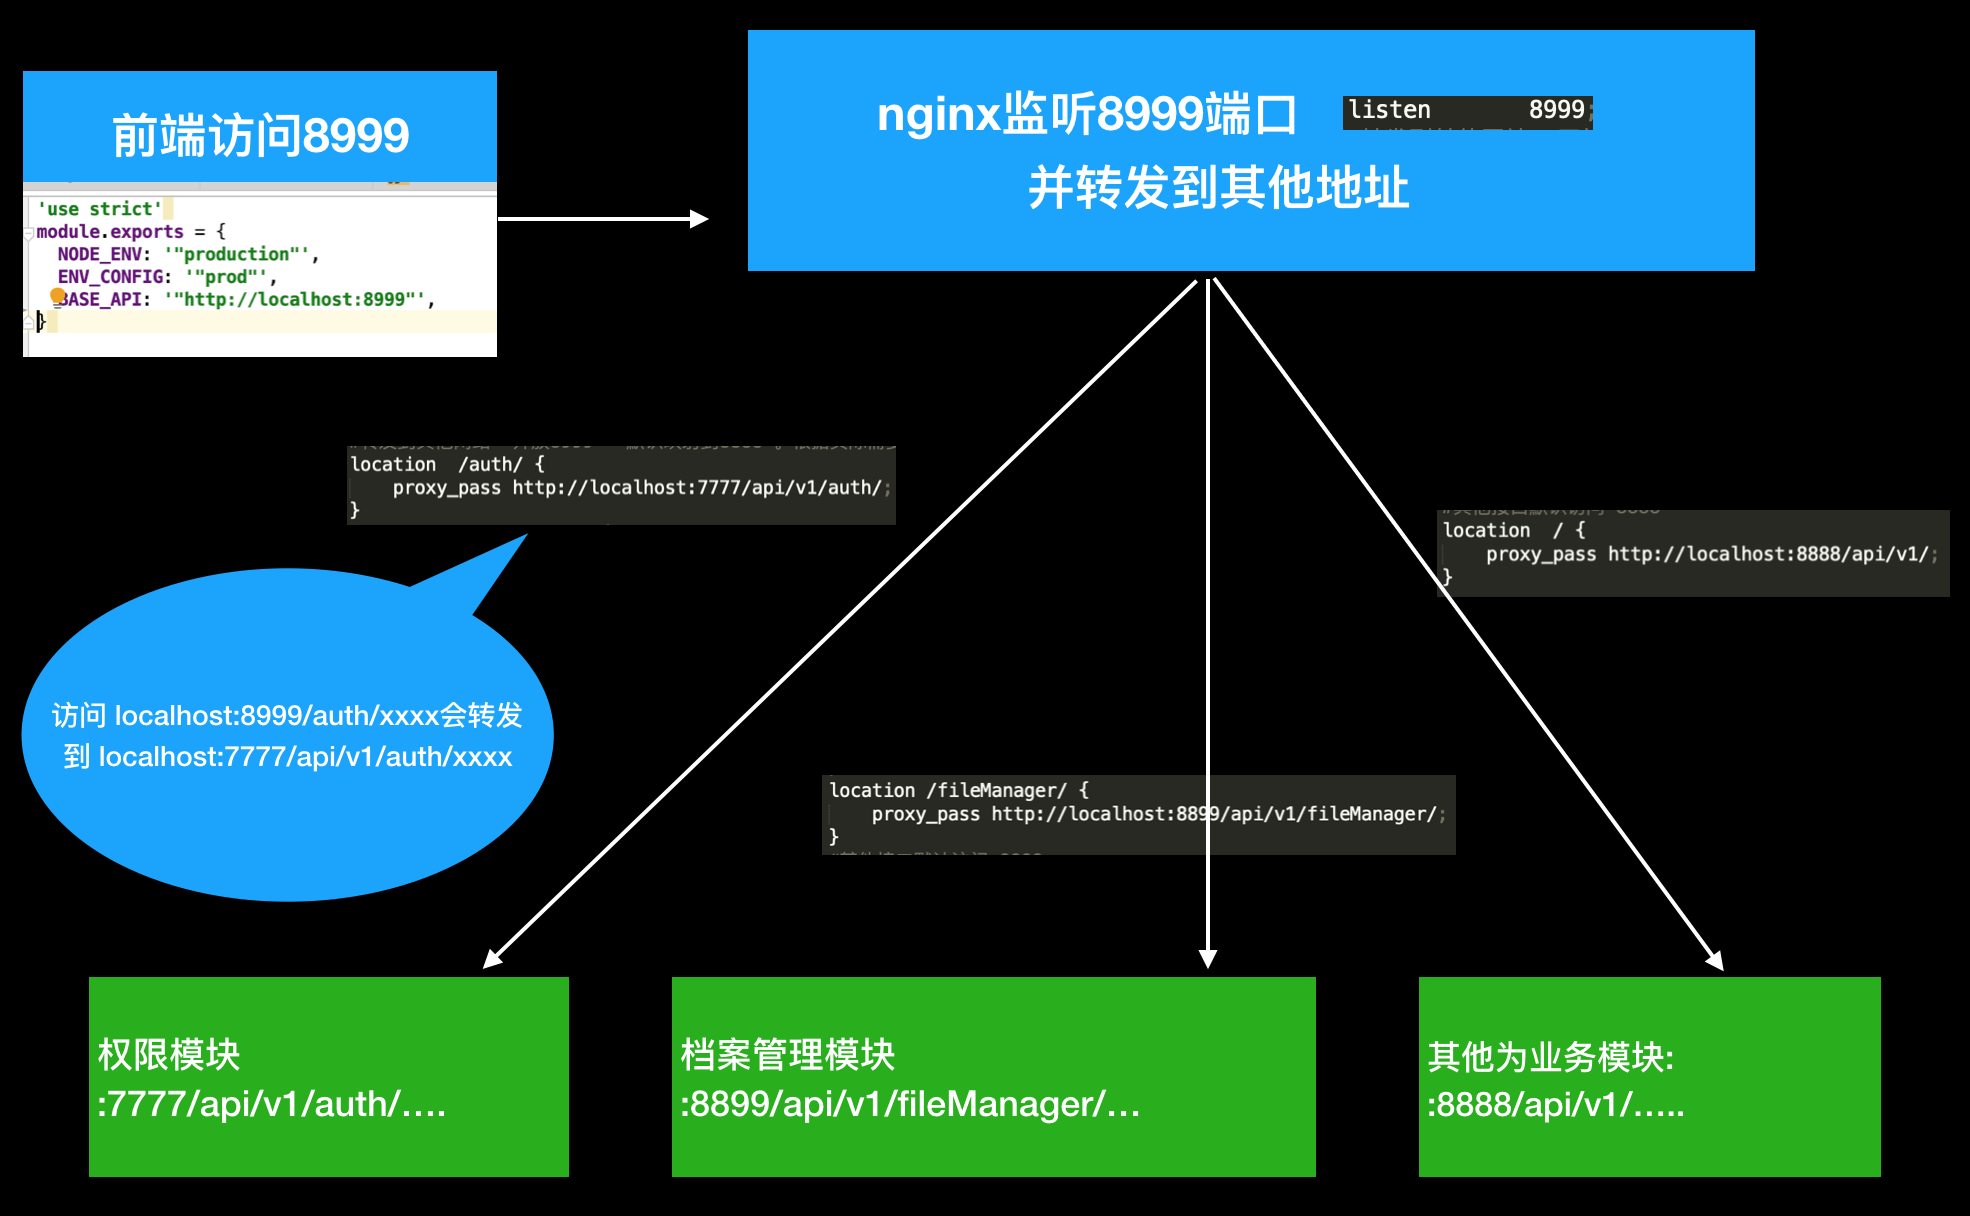 前端访问8999
'use strict'
module.exports = {
NODE_ENV: '"production"',
ENV_CONFIG: '"prod"',
BASE_API: '"http://localhost:8999"',
}
nginx监听8999端口
listen 8999;
并转发到其他地址
location /auth/ {
proxy_pass http://localhost:7777/api/v1/auth/;
}
location / {
proxy_pass http://localhost:8888/api/v1/;
}
访问 localhost:8999/auth/xxxx会转发
到 localhost:7777/api/v1/auth/xxxx
location /fileManager/ {
proxy_pass http://localhost:8899/api/v1/fileManager/;
}
权限模块
:7777/api/v1/auth/....
档案管理模块
:8899/api/v1/fileManager/...
其他为业务模块:
:8888/api/v1/.....